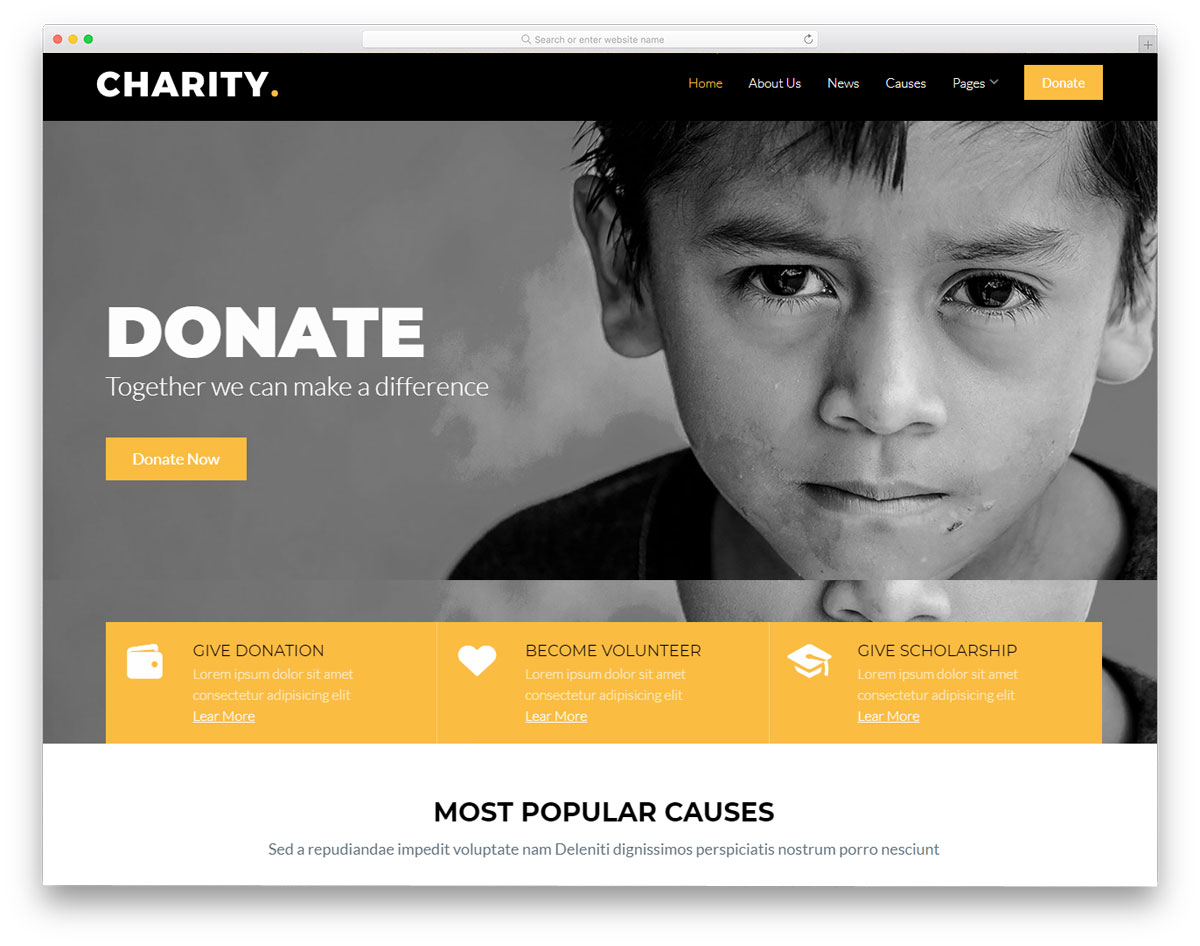 Search or enter website name
CHARITY.
Home About Us News Causes Pages Donate
DONATE
Together we can make a difference
Donate Now
GIVE DONATION
Lorem ipsum dolor sit amet
consectetur adipisicing elit
Lear More
BECOME VOLUNTEER
Lorem ipsum dolor sit amet
consectetur adipisicing elit
Lear More
GIVE SCHOLARSHIP
Lorem ipsum dolor sit amet
consectetur adipisicing elit
Lear More
MOST POPULAR CAUSES
Sed a repudiandae impedit voluptate nam Deleniti dignissimos perspiciatis nostrum porro nesciunt